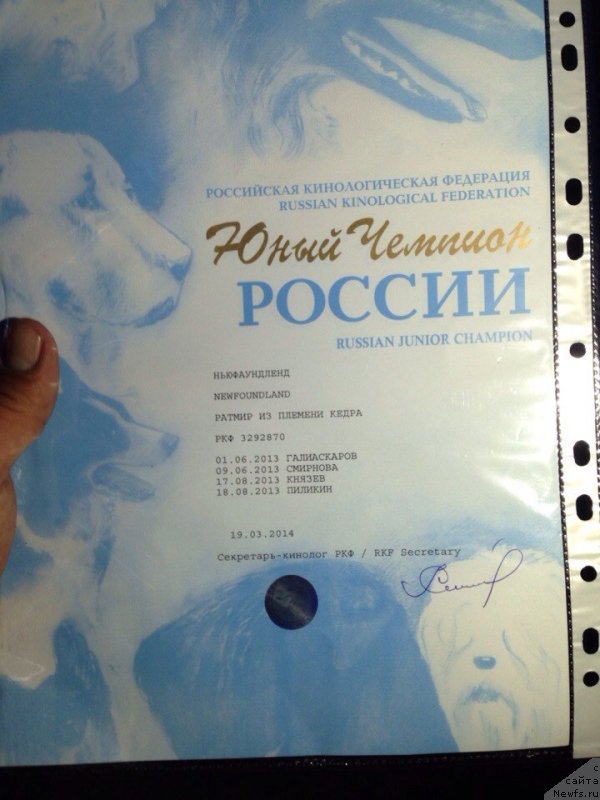 РОССИЙСКАЯ КИНОЛОГИЧЕСКАЯ ФЕДЕРАЦИЯ
RUSSIAN KINOLOGICAL FEDERATION
Юный Чемпион
РОССИИ
RUSSIAN JUNIOR CHAMPION
НЬЮФАУНДЛЕНД
NEWFOUNDLAND
РАТМИР ИЗ ПЛЕМЕНИ КЕДРА
РКФ 3292870
01.06.2013 ГАЛИАСКАРОВ
09.06.2013 СМИРНОВА
17.08.2013 КНЯЗЕВ
18.08.2013 ПИЛИКИН
19.03.2014
Секретарь-кинолог РКФ / RKF Secretary
с
сайта
Newfs.ru